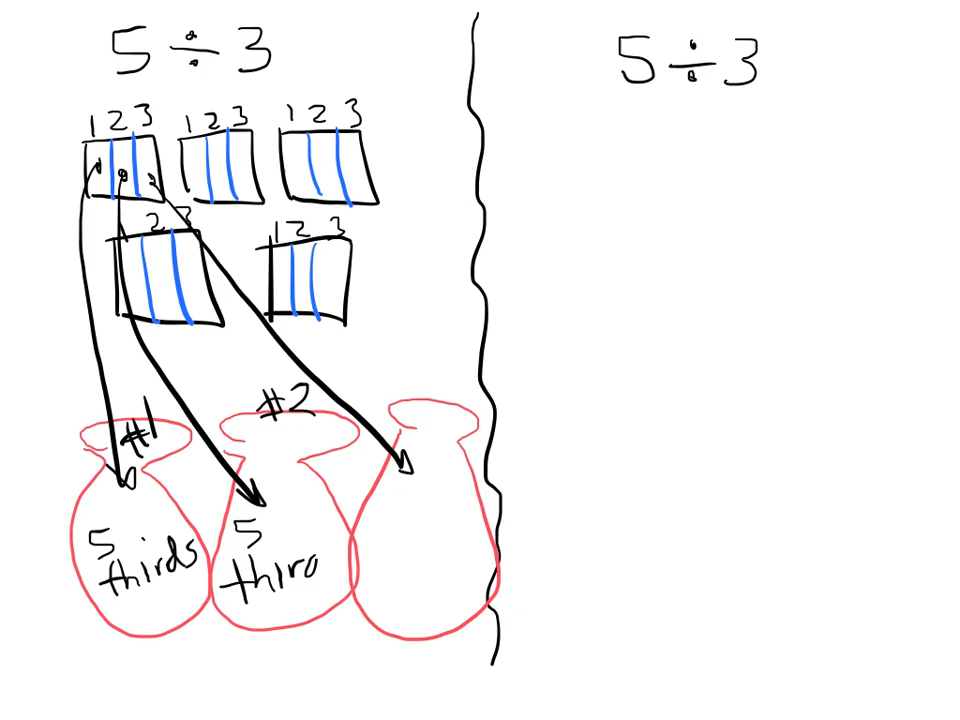 5 ÷ 3 5 ÷ 3
1 2 3 1 2 3 1 2 3
2 3 1 2 3
#1 #2
5 5
thirds thiro